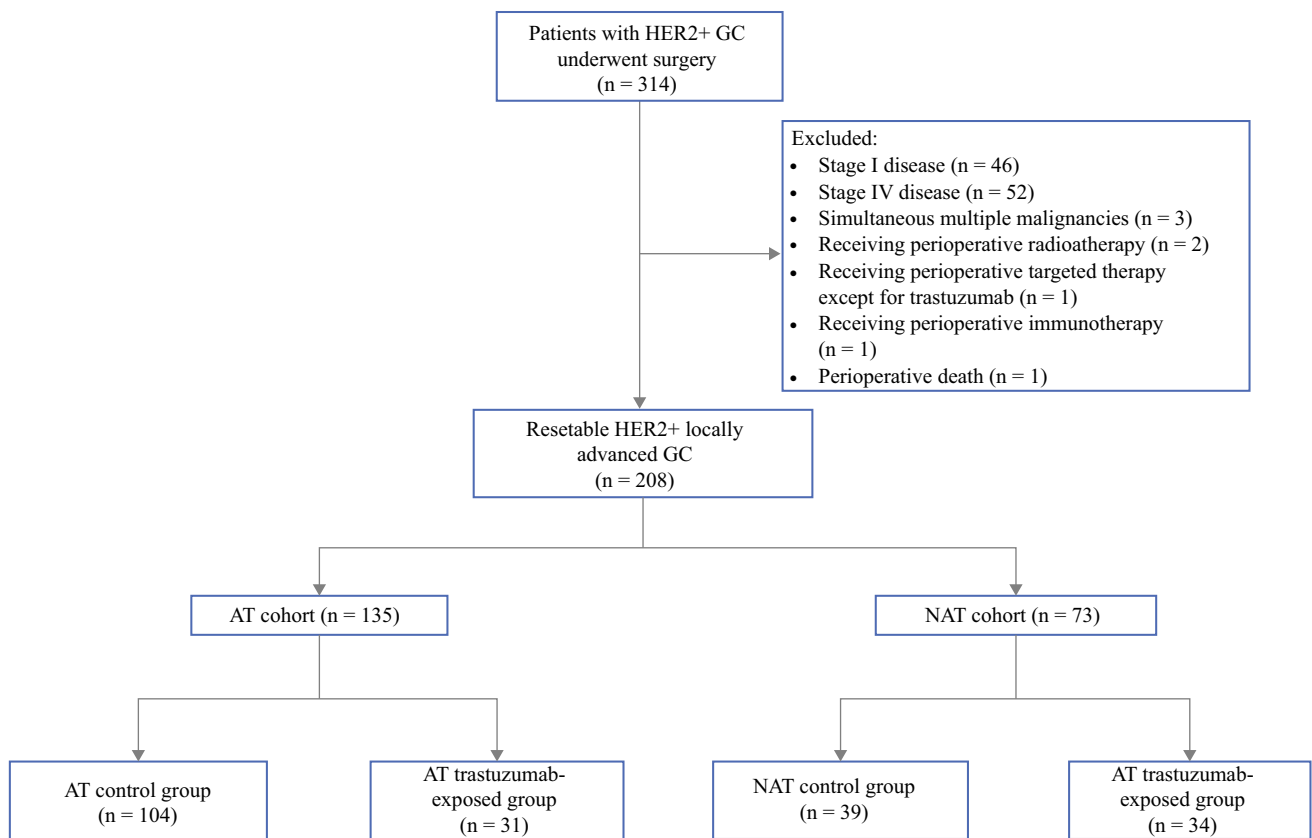 Patients with HER2+ GC
underwent surgery
(n = 314)
Excluded:
• Stage I disease (n = 46)
• Stage IV disease (n = 52)
• Simultaneous multiple malignancies (n = 3)
• Receiving perioperative radioatherapy (n = 2)
• Receiving perioperative targeted therapy
except for trastuzumab (n = 1)
• Receiving perioperative immunotherapy
(n = 1)
• Perioperative death (n = 1)
Resetable HER2+ locally
advanced GC
(n = 208)
AT cohort (n = 135)
NAT cohort (n = 73)
AT control group
(n = 104)
AT trastuzumab-
exposed group
(n = 31)
NAT control group
(n = 39)
AT trastuzumab-
exposed group
(n = 34)